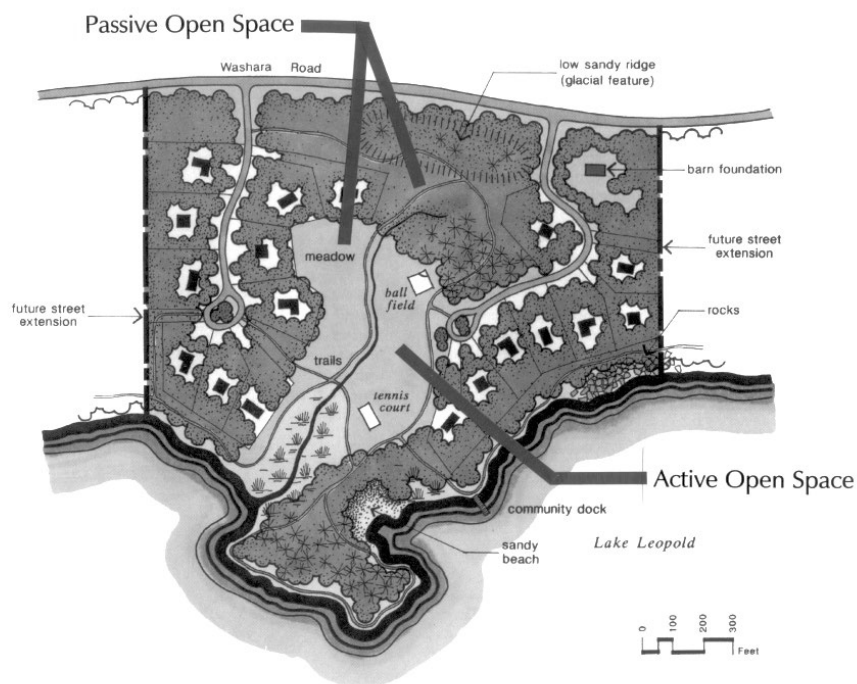 Passive Open Space
Washara Road
low sandy ridge
(glacial feature)
barn foundation
meadow
future street
extension
ball
field
future street
extension
rocks
trails
tennis
court
Active Open Space
community dock
sandy
beach
Lake Leopold
0
100
200
300
Feet